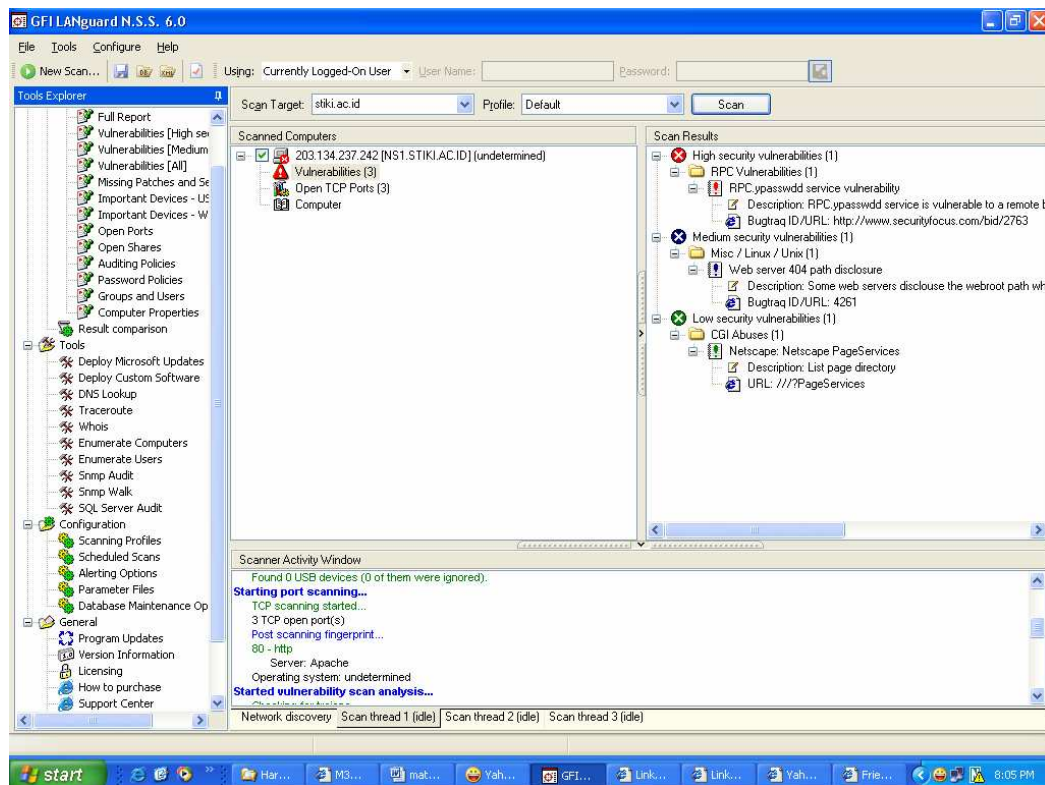 GFI LANguard N.S.S. 6.0
File Tools Configure Help
New Scan... Using: Currently Logged-On User User Name: Password:
Tools Explorer
Full Report
Vulnerabilities [High se
Vulnerabilities [Medium
Vulnerabilities [All]
Missing Patches and Se
Important Devices - US
Important Devices - W
Open Ports
Open Shares
Auditing Policies
Password Policies
Groups and Users
Computer Properties
Result comparison
Tools
Deploy Microsoft Updates
Deploy Custom Software
DNS Lookup
Traceroute
Whois
Enumerate Computers
Enumerate Users
Snmp Audit
Snmp Walk
SQL Server Audit
Configuration
Scanning Profiles
Scheduled Scans
Alerting Options
Parameter Files
Database Maintenance Op
General
Program Updates
Version Information
Licensing
How to purchase
Support Center
Scan Target: stiki.ac.id Profile: Default Scan
Scanned Computers
203.134.237.242 [NS1.STIKI.AC.ID] (undetermined)
Vulnerabilities (3)
Open TCP Ports (3)
Computer
Scan Results
High security vulnerabilities (1)
RPC Vulnerabilities (1)
RPC.ypasswdd service vulnerability
Description: RPC.ypasswdd service is vulnerable to a remote b
Bugtraq ID/URL: http://www.securityfocus.com/bid/2763
Medium security vulnerabilities (1)
Misc / Linux / Unix (1)
Web server 404 path disclosure
Description: Some web servers disclouse the webroot path wh
Bugtraq ID/URL: 4261
Low security vulnerabilities (1)
CGI Abuses (1)
Netscape: Netscape PageServices
Description: List page directory
URL: ///?PageServices
Scanner Activity Window
Found 0 USB devices (0 of them were ignored).
Starting port scanning...
TCP scanning started...
3 TCP open port(s)
Post scanning fingerprint...
80 - http
Server: Apache
Operating system: undetermined
Started vulnerability scan analysis...
Network discovery Scan thread 1 (idle) Scan thread 2 (idle) Scan thread 3 (idle)
start Har... M3... mat... Yah... GFI... Link... Link... Yah... Frie... 8:05 PM